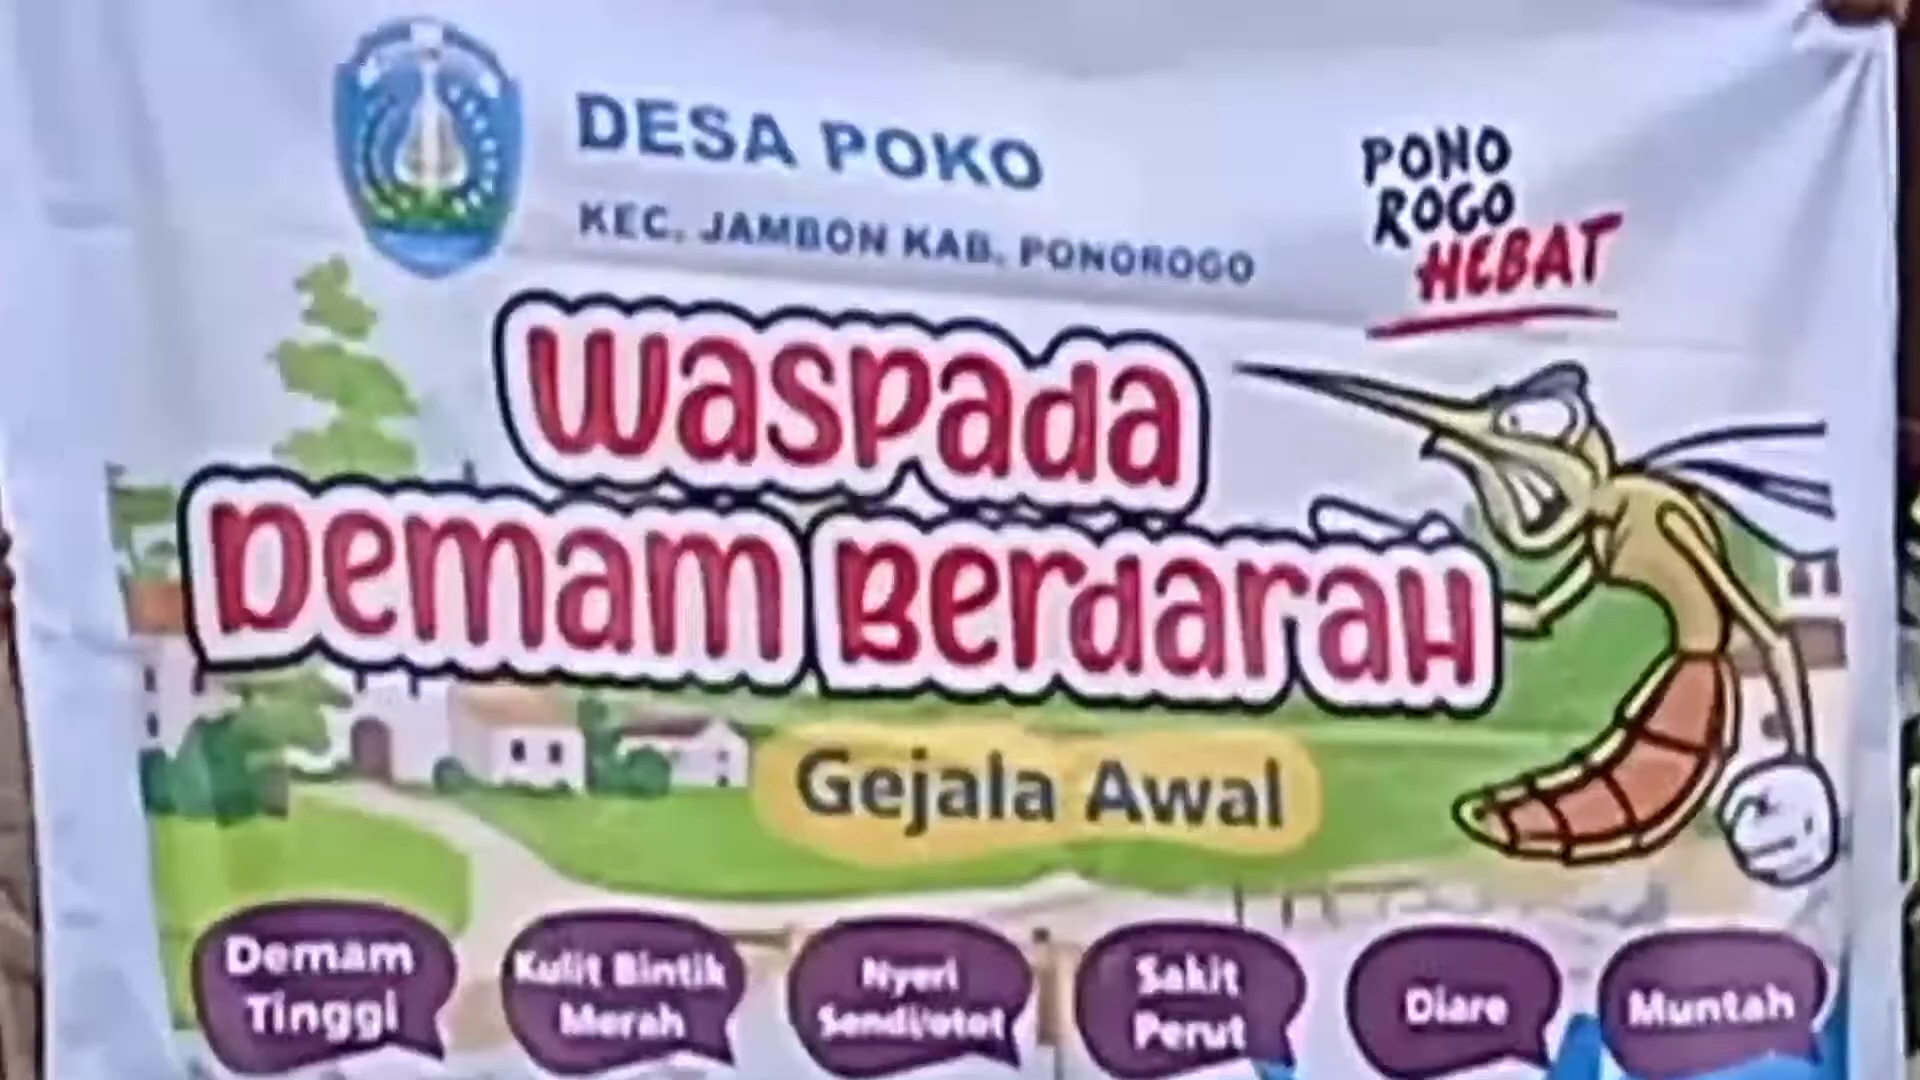 DESA POKO
KEC. JAMBON KAB. PONOROGO
PONO
ROGO
HEBAT
Waspada
Demam Berdarah
Gejala Awal
Demam
Tinggi
Kulit Bintik
Merah
Nyeri
Sendi/otot
Sakit
Perut
Diare
Muntah